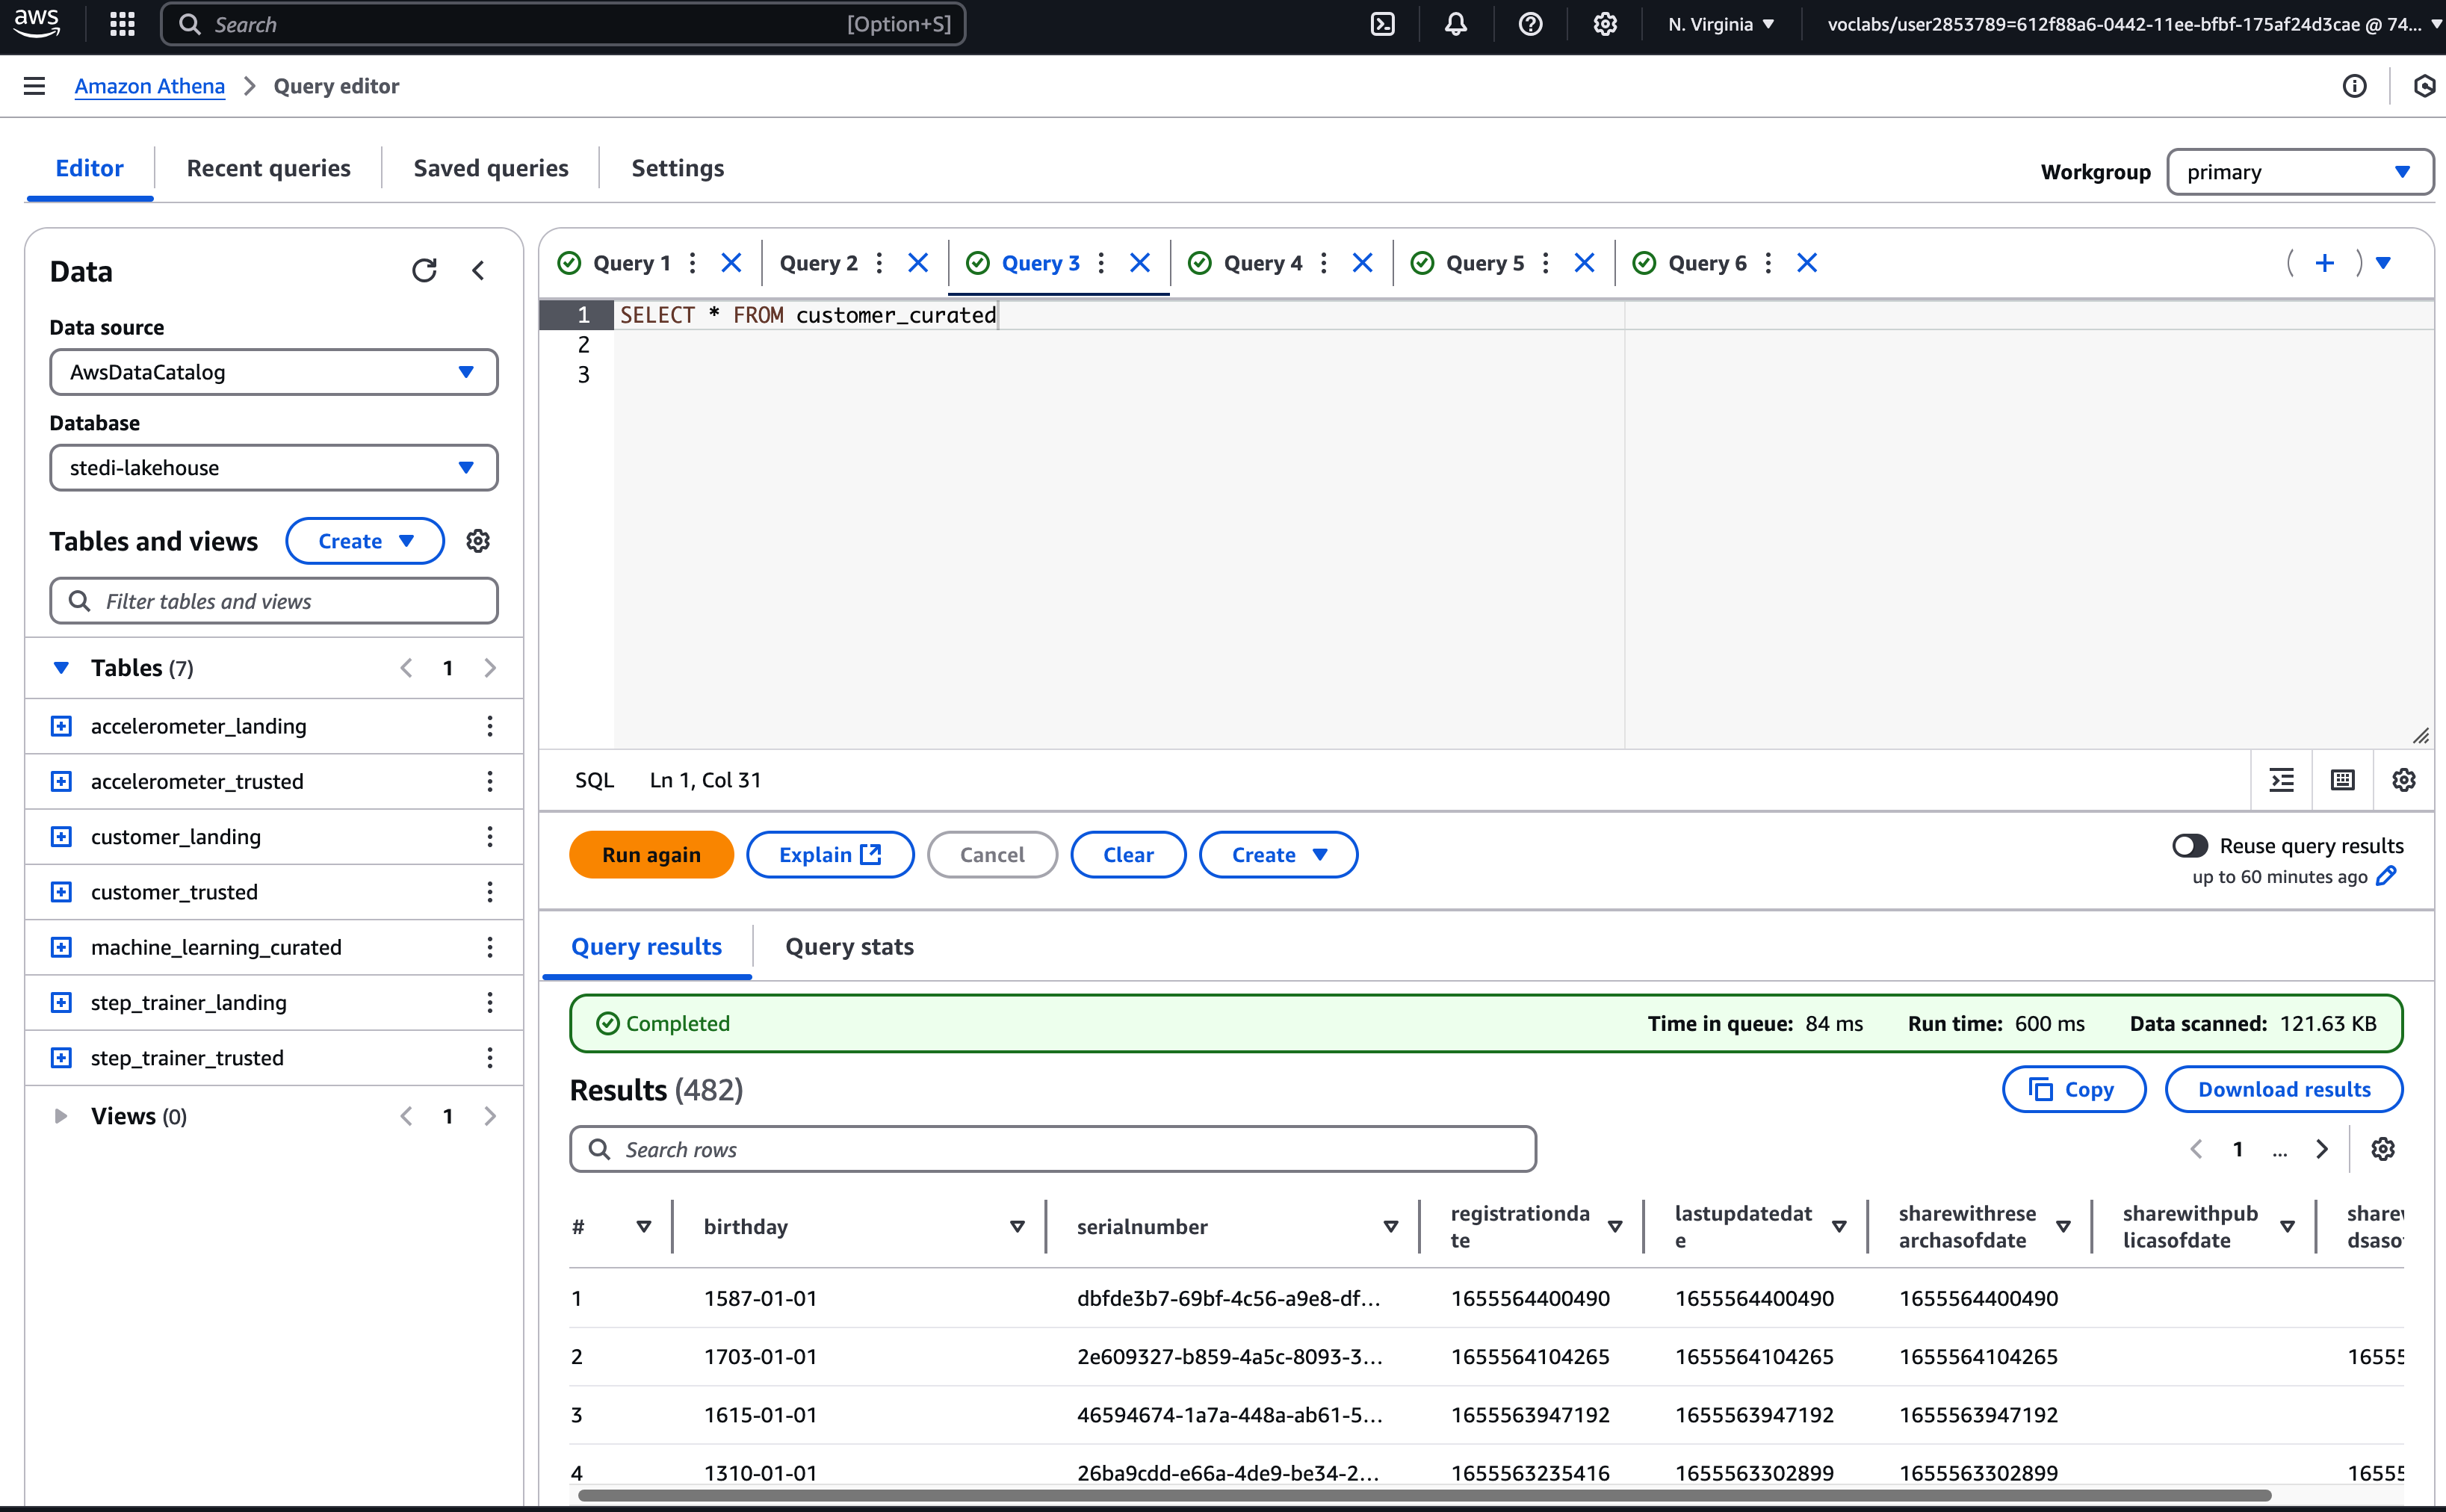 aws
Search
[Option+S]
N. Virginia
voclabs/user2853789=612f88a6-0442-11ee-bfbf-175af24d3cae @ 74...
Amazon Athena
Query editor
Editor
Recent queries
Saved queries
Settings
Workgroup
primary
Data
Data source
AwsDataCatalog
Database
stedi-lakehouse
Tables and views
Create
Filter tables and views
Tables (7)
1
accelerometer_landing
accelerometer_trusted
customer_landing
customer_trusted
machine_learning_curated
step_trainer_landing
step_trainer_trusted
Views (0)
1
Query 1
Query 2
Query 3
Query 4
Query 5
Query 6
1 SELECT * FROM customer_curated
2
3
SQL Ln 1, Col 31
Run again
Explain
Cancel
Clear
Create
Reuse query results
up to 60 minutes ago
Query results
Query stats
Completed
Time in queue: 84 ms
Run time: 600 ms
Data scanned: 121.63 KB
Results (482)
Copy
Download results
Search rows
1 ...
# birthday serialnumber registrationda lastupdatedat sharewithrese sharewithpub
te e archasofdate licasofdate dsaso
1 1587-01-01 dbfde3b7-69bf-4c56-a9e8-df... 1655564400490 1655564400490 1655564400490
2 1703-01-01 2e609327-b859-4a5c-8093-3... 1655564104265 1655564104265 1655564104265 16555
3 1615-01-01 46594674-1a7a-448a-ab61-5... 1655563947192 1655563947192 1655563947192
4 1310-01-01 26ba9cdd-e66a-4de9-be34-2... 1655563235416 1655563302899 1655563302899 16555